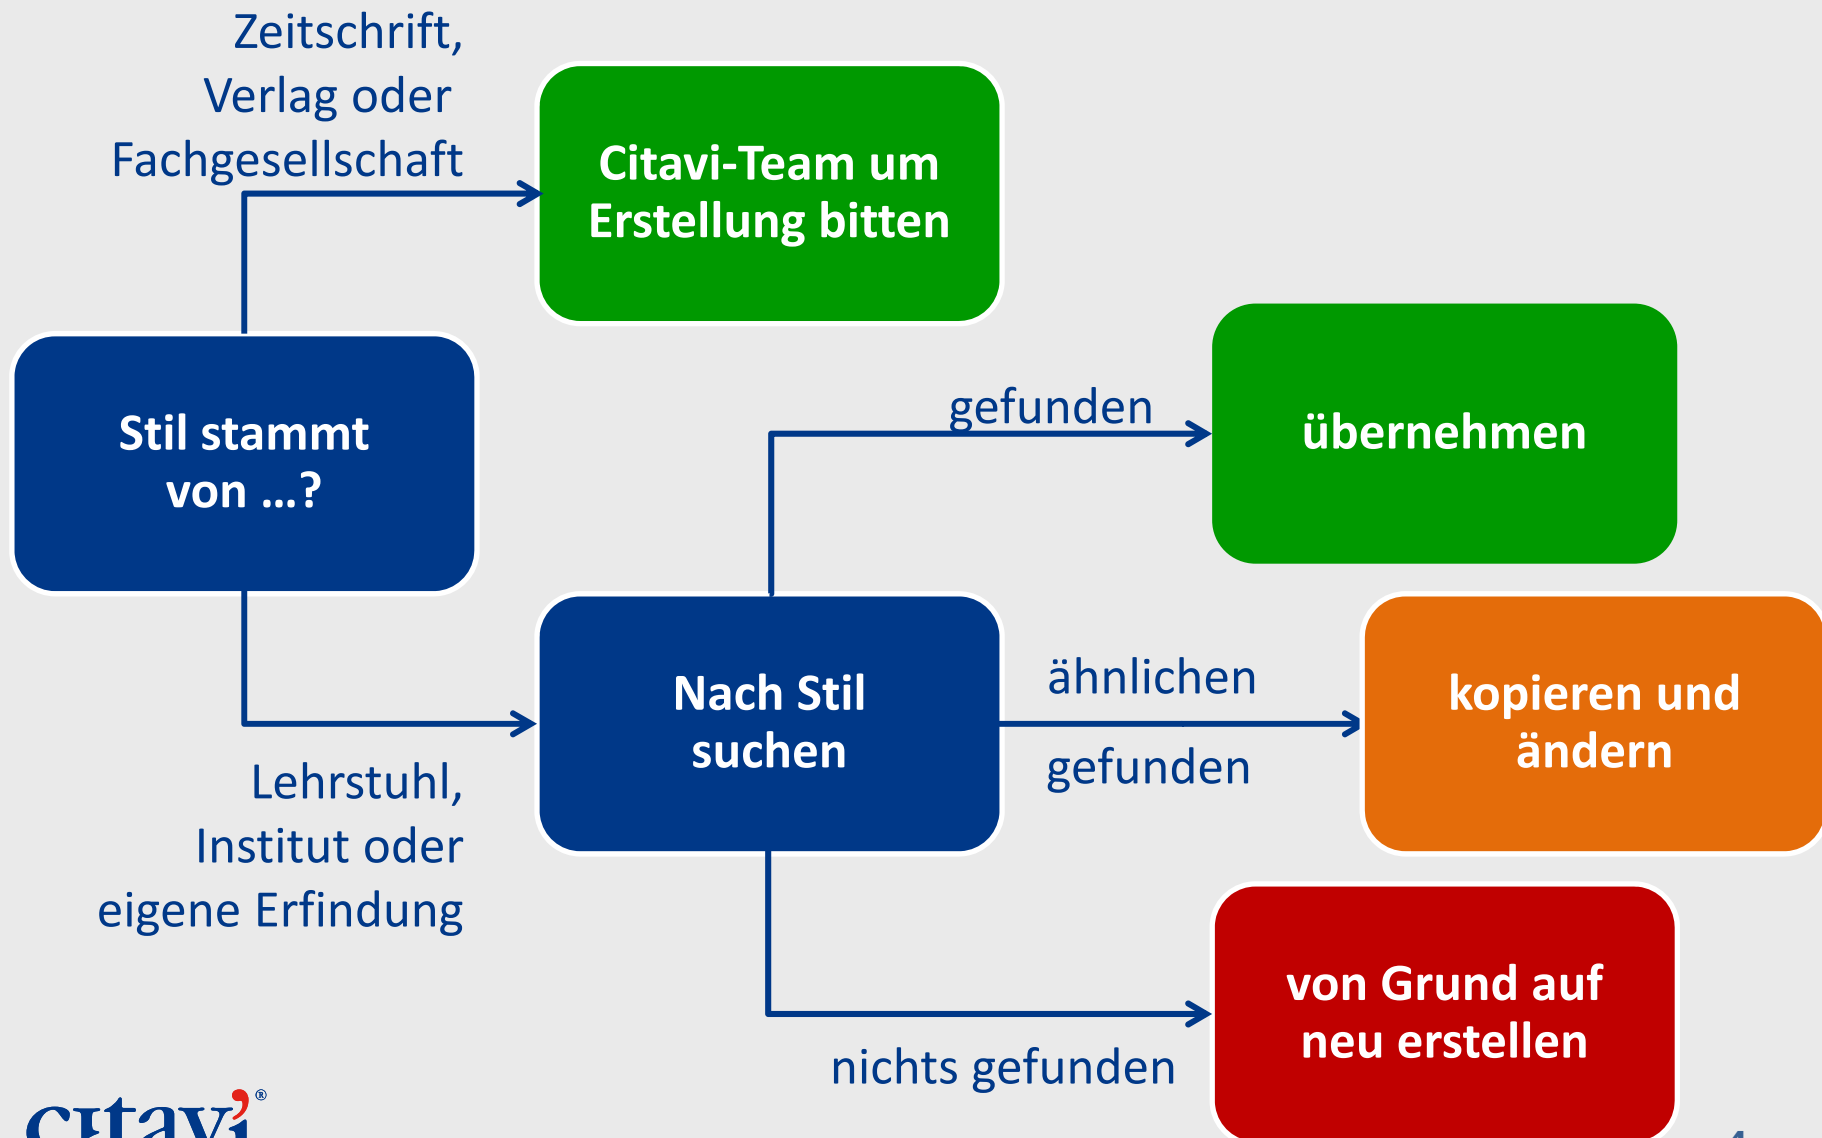 Zeitschrift,
Verlag oder
Fachgesellschaft
Citavi-Team um
Erstellung bitten
Stil stammt
von ...?
gefunden
übernehmen
Nach Stil
suchen
ähnlichen
gefunden
kopieren und
ändern
Lehrstuhl,
Institut oder
eigene Erfindung
nichts gefunden
von Grund auf
neu erstellen
citavi®